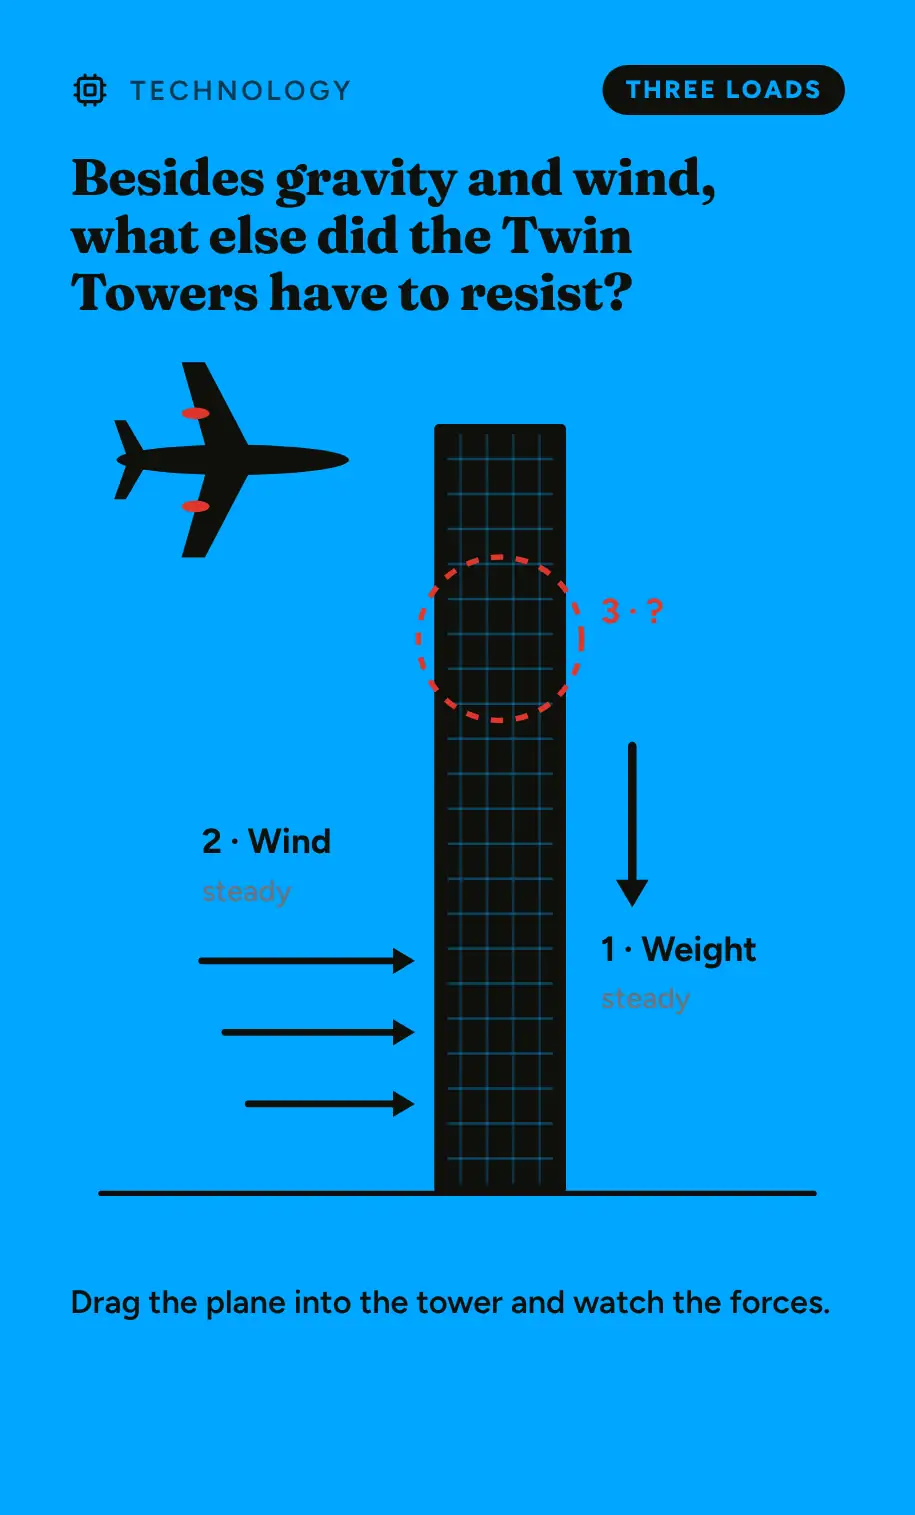 TECHNOLOGY
THREE LOADS
Besides gravity and wind,
what else did the Twin
Towers have to resist?
3 · ?
2 · Wind
steady
1 · Weight
steady
Drag the plane into the tower and watch the forces.